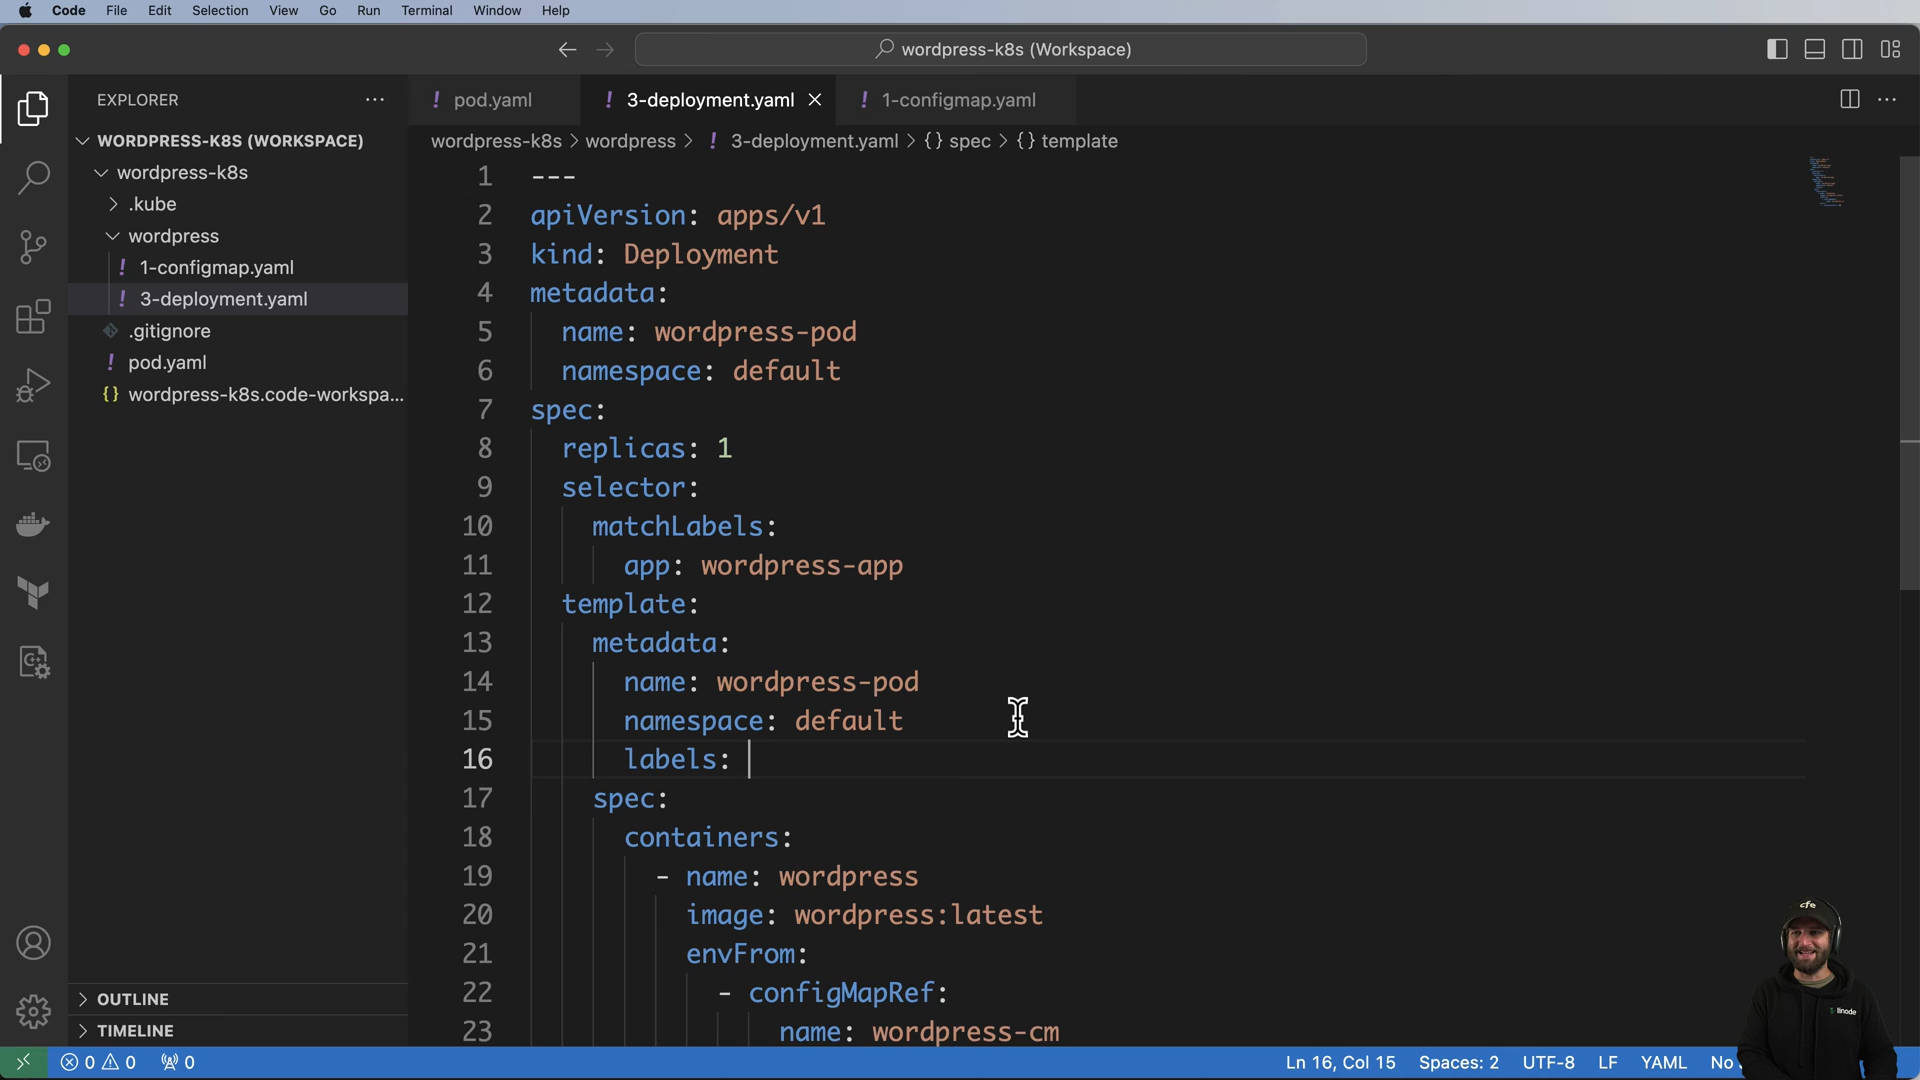 Code File Edit Selection View Go Run Terminal Window Help
wordpress-k8s (Workspace)
EXPLORER
WORDPRESS-K8S (WORKSPACE)
wordpress-k8s
.kube
wordpress
! 1-configmap.yaml
! 3-deployment.yaml
.gitignore
! pod.yaml
{} wordpress-k8s.code-workspa...
OUTLINE
TIMELINE
! pod.yaml ! 3-deployment.yaml ! 1-configmap.yaml
wordpress-k8s > wordpress > ! 3-deployment.yaml > {} spec > {} template
1 ---
2 apiVersion: apps/v1
3 kind: Deployment
4 metadata:
5 name: wordpress-pod
6 namespace: default
7 spec:
8 replicas: 1
9 selector:
10 matchLabels:
11 app: wordpress-app
12 template:
13 metadata:
14 name: wordpress-pod
15 namespace: default
16 labels:
17 spec:
18 containers:
19 - name: wordpress
20 image: wordpress:latest
21 envFrom:
22 - configMapRef:
23 name: wordpress-cm
cfe
linode
0 0 0 Ln 16, Col 15 Spaces: 2 UTF-8 LF YAML No